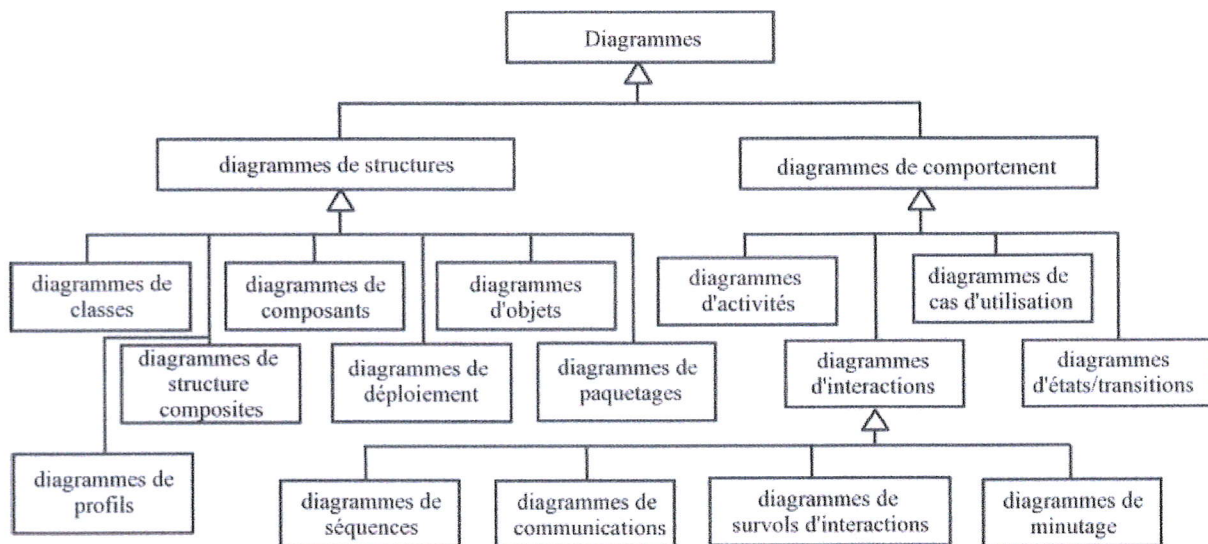 Diagrammes
diagrammes de structures
diagrammes de comportement
diagrammes de
classes
diagrammes de
composants
diagrammes
d'objets
diagrammes
d'activités
diagrammes de
cas d'utilisation
diagrammes de
structure
composites
diagrammes de
déploiement
diagrammes de
paquetages
diagrammes
d'interactions
diagrammes
d'états/transitions
diagrammes de
profils
diagrammes de
séquences
diagrammes de
communications
diagrammes de
survols d'interactions
diagrammes de
minutage